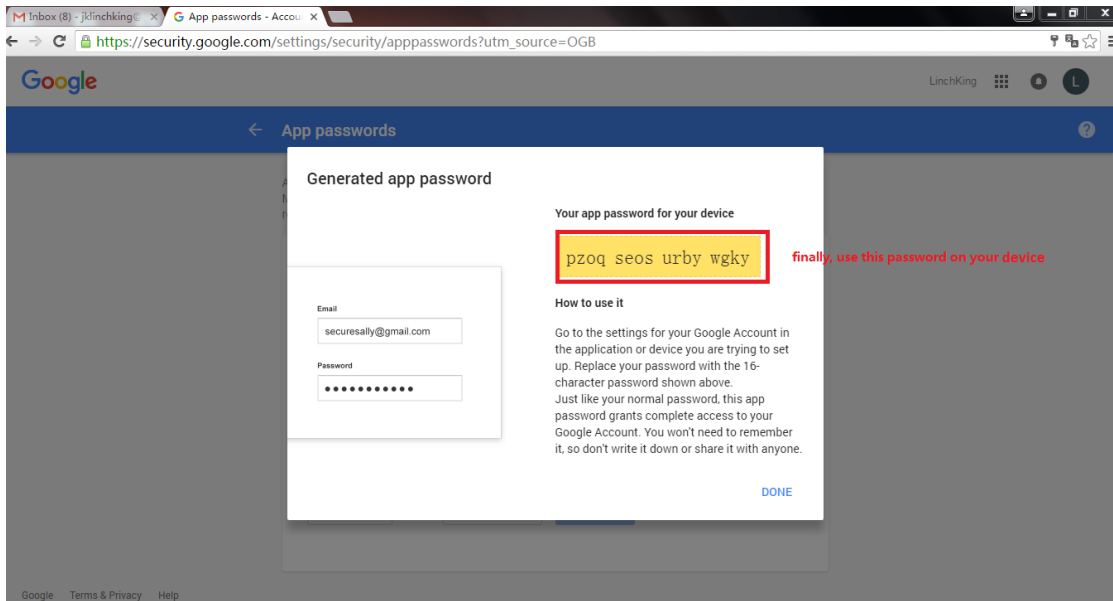 Inbox (8) - jklinchking@
App passwords - Accou
https://security.google.com/settings/security/apppasswords?utm_source=OGB
Google
LinchKing
L
App passwords
?
Generated app password
Your app password for your device
pzoq seos urby wgky
finally, use this password on your device
Email
securesally@gmail.com
Password
How to use it
Go to the settings for your Google Account in
the application or device you are trying to set
up. Replace your password with the 16-
character password shown above.
Just like your normal password, this app
password grants complete access to your
Google Account. You won't need to remember
it, so don't write it down or share it with anyone.
DONE
Google Terms & Privacy Help